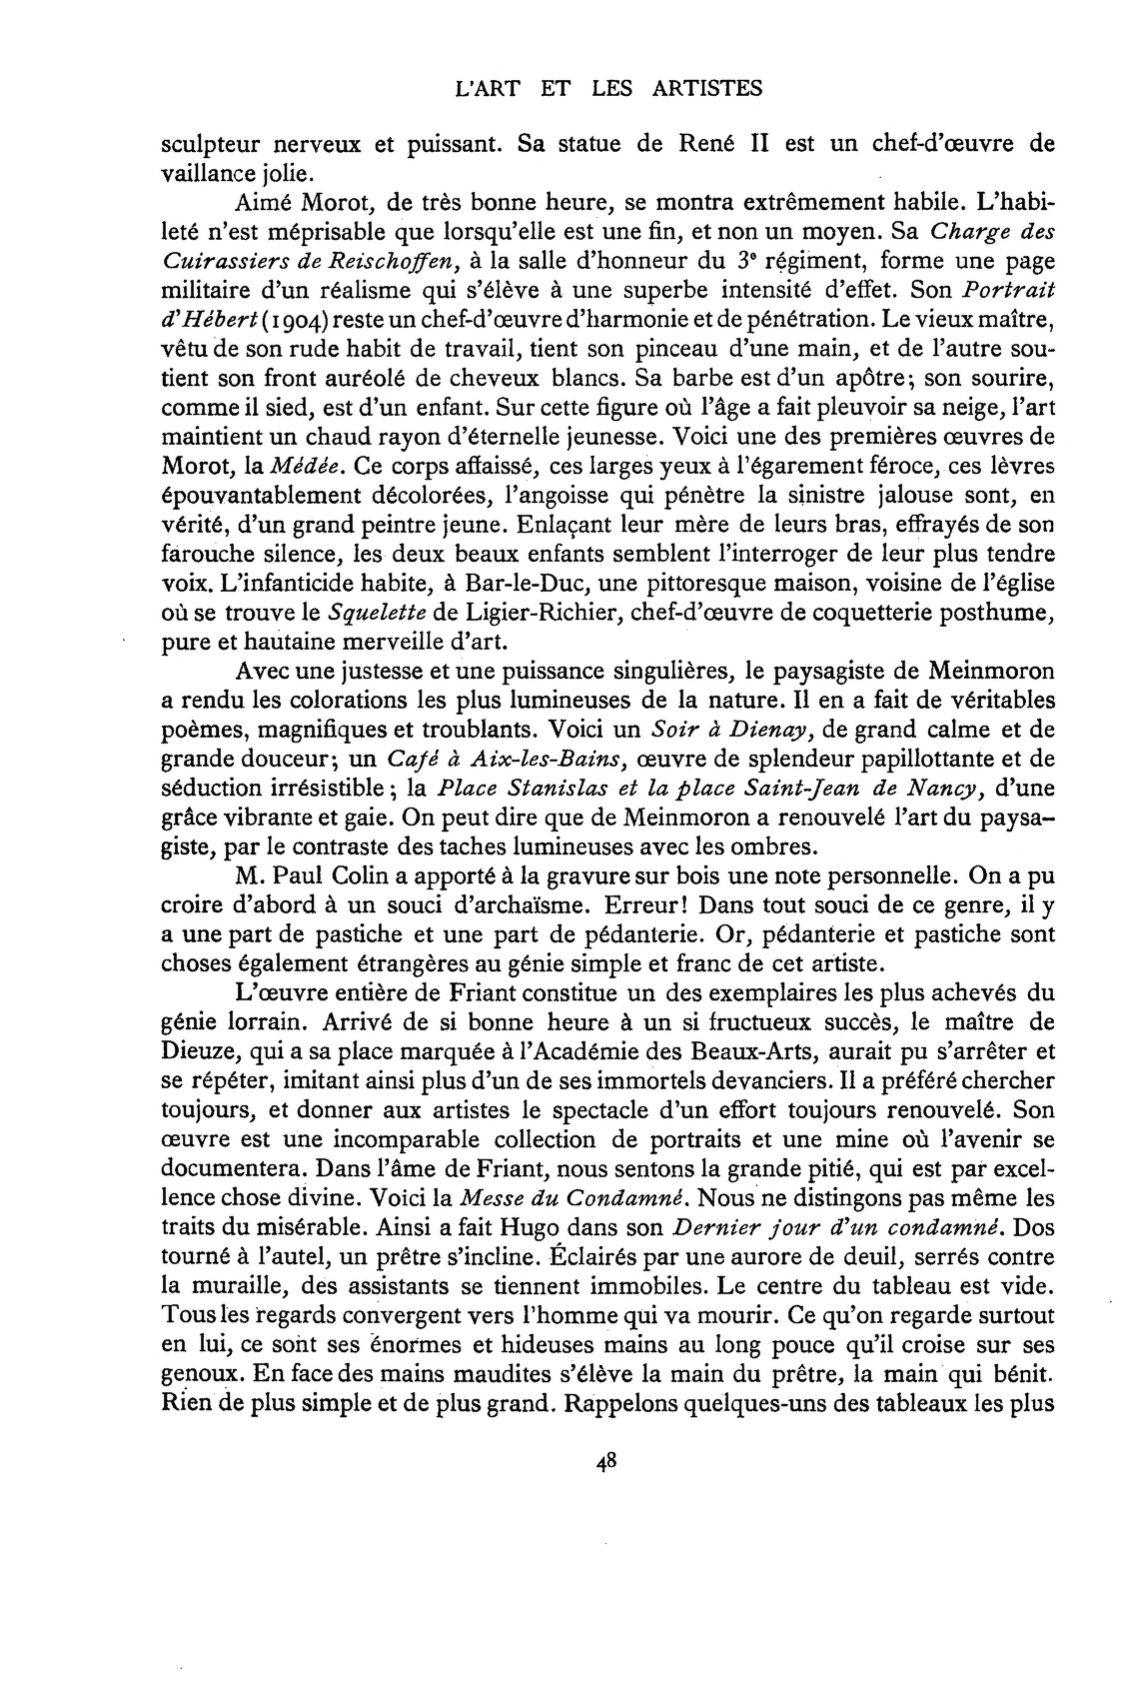 L'ART ET LES ARTISTES
sculpteur nerveux et puissant. Sa statue de René II est un chef-d'œuvre de
vaillance jolie.
Aimé Morot, de très bonne heure, se montra extrêmement habile. L'habi-
leté n'est méprisable que lorsqu'elle est une fin, et non un moyen. Sa Charge des
Cuirassiers de Reischoffen, à la salle d'honneur du 3e régiment, forme une page
militaire d'un réalisme qui s'élève à une superbe intensité d'effet. Son Portrait
d'Hébert (1904) reste un chef-d'œuvre d'harmonie et de pénétration. Le vieux maître,
vêtu de son rude habit de travail, tient son pinceau d'une main, et de l'autre sou-
tient son front auréolé de cheveux blancs. Sa barbe est d'un apôtre; son sourire,
comme il sied, est d'un enfant. Sur cette figure où l'âge a fait pleuvoir sa neige, l'art
maintient un chaud rayon d'éternelle jeunesse. Voici une des premières œuvres de
Morot, la Médée. Ce corps affaissé, ces larges yeux à l'égarement féroce, ces lèvres
épouvantablement décolorées, l'angoisse qui pénètre la sinistre jalouse sont, en
vérité, d'un grand peintre jeune. Enlaçant leur mère de leurs bras, effrayés de son
farouche silence, les deux beaux enfants semblent l'interroger de leur plus tendre
voix. L'infanticide habite, à Bar-le-Duc, une pittoresque maison, voisine de l'église
où se trouve le Squelette de Ligier-Richier, chef-d'œuvre de coquetterie posthume,
pure et hautaine merveille d'art.
Avec une justesse et une puissance singulières, le paysagiste de Meinmoron
a rendu les colorations les plus lumineuses de la nature. Il en a fait de véritables
poèmes, magnifiques et troublants. Voici un Soir à Dienay, de grand calme et de
grande douceur; un Café à Aix-les-Bains, œuvre de splendeur papillottante et de
séduction irrésistible; la Place Stanislas et la place Saint-Jean de Nancy, d'une
grâce vibrante et gaie. On peut dire que de Meinmoron a renouvelé l'art du paysa-
giste, par le contraste des taches lumineuses avec les ombres.
M. Paul Colin a apporté à la gravure sur bois une note personnelle. On a pu
croire d'abord à un souci d'archaïsme. Erreur! Dans tout souci de ce genre, il y
a une part de pastiche et une part de pédanterie. Or, pédanterie et pastiche sont
choses également étrangères au génie simple et franc de cet artiste.
L'œuvre entière de Friant constitue un des exemplaires les plus achevés du
génie lorrain. Arrivé de si bonne heure à un si fructueux succès, le maître de
Dieuze, qui a sa place marquée à l'Académie des Beaux-Arts, aurait pu s'arrêter et
se répéter, imitant ainsi plus d'un de ses immortels devanciers. Il a préféré chercher
toujours, et donner aux artistes le spectacle d'un effort toujours renouvelé. Son
œuvre est une incomparable collection de portraits et une mine où l'avenir se
documentera. Dans l'âme de Friant, nous sentons la grande pitié, qui est par excel-
lence chose divine. Voici la Messe du Condamné. Nous ne distingons pas même les
traits du misérable. Ainsi a fait Hugo dans son Dernier jour d'un condamné. Dos
tourné à l'autel, un prêtre s'incline. Éclairés par une aurore de deuil, serrés contre
la muraille, des assistants se tiennent immobiles. Le centre du tableau est vide.
Tous les regards convergent vers l'homme qui va mourir. Ce qu'on regarde surtout
en lui, ce sont ses énormes et hideuses mains au long pouce qu'il croise sur ses
genoux. En face des mains maudites s'élève la main du prêtre, la main qui bénit.
Rien de plus simple et de plus grand. Rappelons quelques-uns des tableaux les plus
48